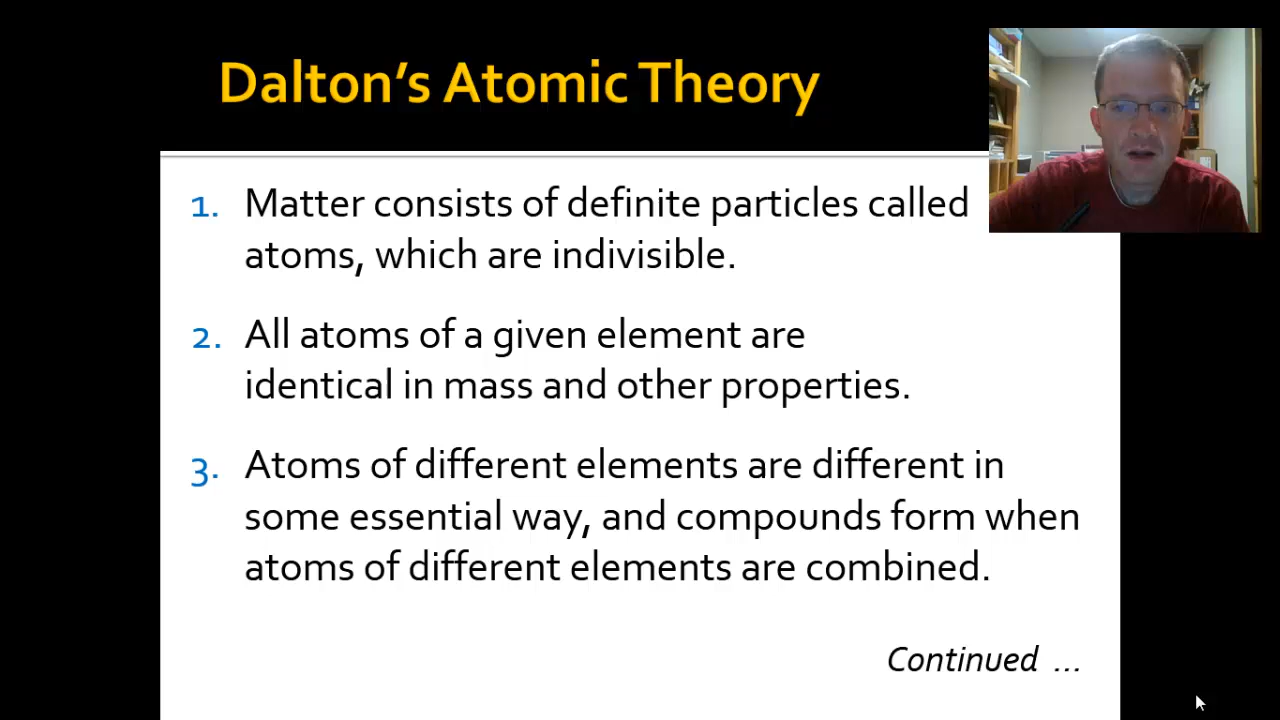 Dalton’s Atomic Theory
1. Matter consists of definite particles called
atoms, which are indivisible.
2. All atoms of a given element are
identical in mass and other properties.
3. Atoms of different elements are different in
some essential way, and compounds form when
atoms of different elements are combined.
Continued ...